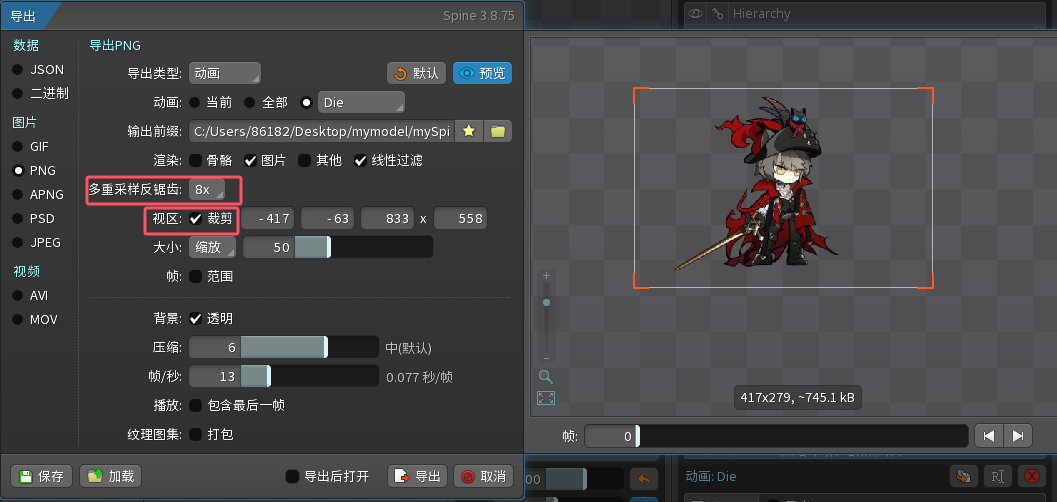 导出
Spine 3.8.75
数据
JSON
二进制
图片
GIF
PNG
APNG
PSD
JPEG
视频
AVI
MOV
导出PNG
导出类型: 动画 默认 预览
动画: 当前 全部 Die
输出前缀: C:/Users/86182/Desktop/mymodel/mySpi
渲染: 骨骼 图片 其他 线性过滤
多重采样反锯齿: 8x
视区: 裁剪 -417 -63 833 x 558
大小: 缩放 50
帧: 范围
背景: 透明
压缩: 6 中(默认)
帧/秒: 13 0.077 秒/帧
播放: 包含最后一帧
纹理图集: 打包
保存 加载 导出后打开 导出 取消
Hierarchy
417x279, ~745.1 kB
帧: 0
00
动画: Die